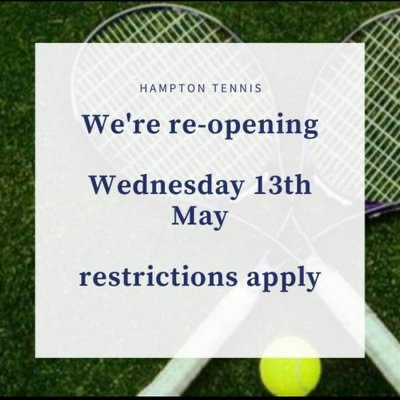 HAMPTON TENNIS
We're re-opening
Wednesday 13th
May
restrictions apply